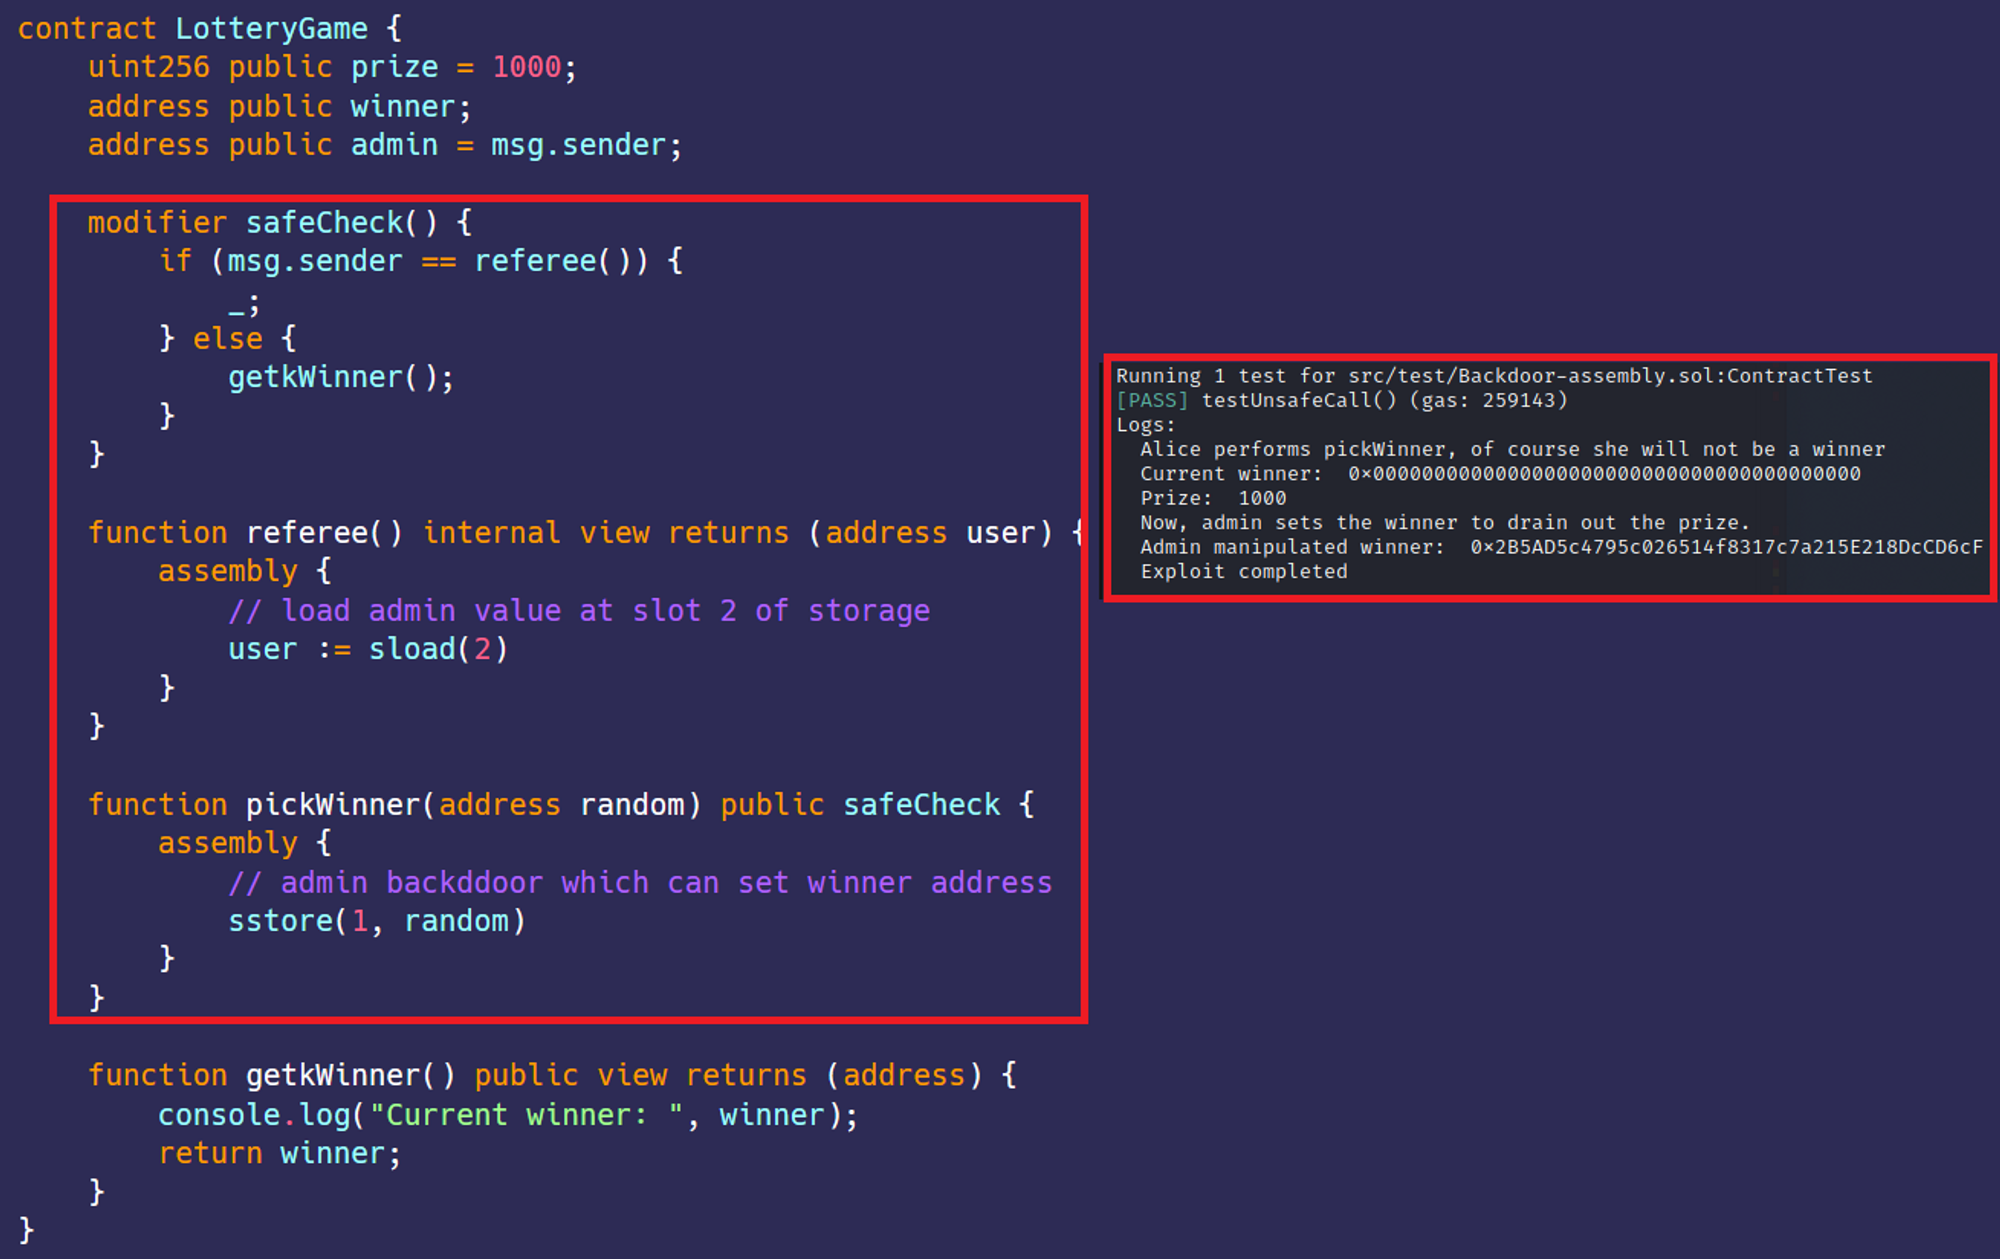 contract LotteryGame {
uint256 public prize = 1000;
address public winner;
address public admin = msg.sender;
modifier safeCheck() {
if (msg.sender == referee()) {
_;
} else {
getkWinner();
}
}
function referee() internal view returns (address user) {
assembly {
// load admin value at slot 2 of storage
user := sload(2)
}
}
function pickWinner(address random) public safeCheck {
assembly {
// admin backddoor which can set winner address
sstore(1, random)
}
}
function getkWinner() public view returns (address) {
console.log("Current winner: ", winner);
return winner;
}
}
Running 1 test for src/test/Backdoor-assembly.sol:ContractTest
[PASS] testUnsafeCall() (gas: 259143)
Logs:
Alice performs pickWinner, of course she will not be a winner
Current winner: 0×0000000000000000000000000000000000000000
Prize: 1000
Now, admin sets the winner to drain out the prize.
Admin manipulated winner: 0×2B5AD5c4795c026514f8317c7a215E218DcCD6cF
Exploit completed